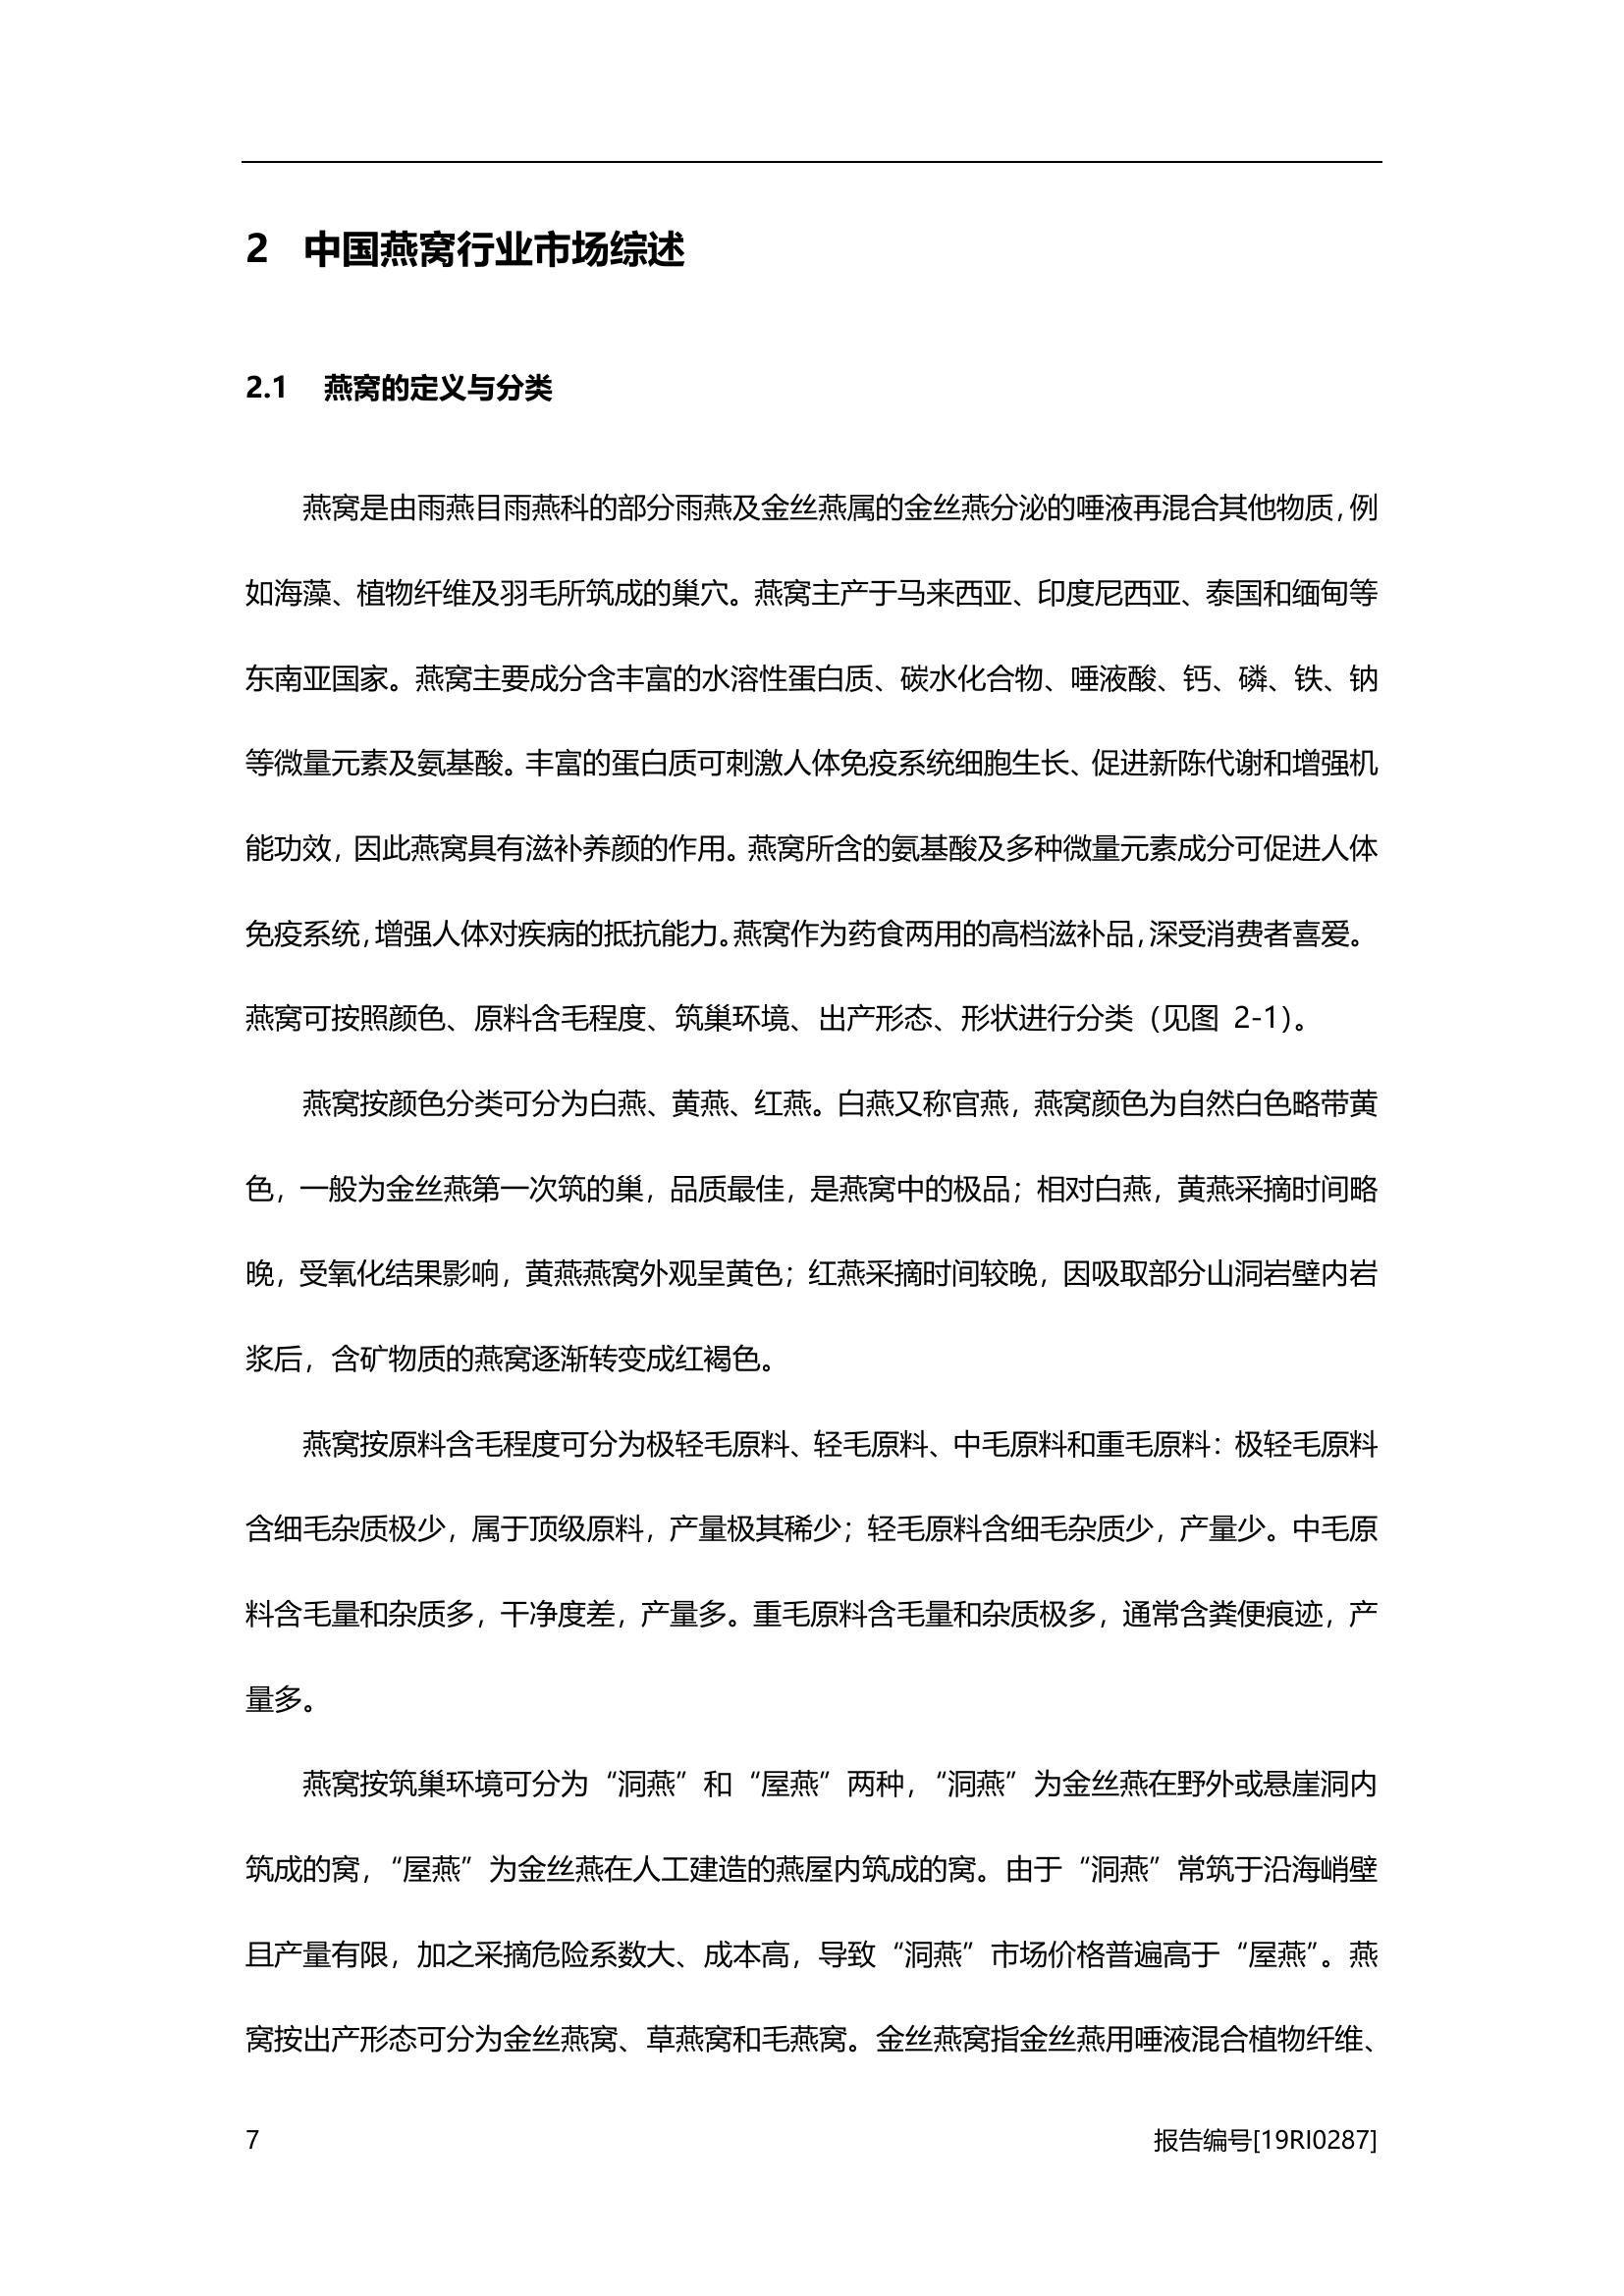 2 中国燕窝行业市场综述
2.1 燕窝的定义与分类
燕窝是由雨燕目雨燕科的部分雨燕及金丝燕属的金丝燕分泌的唾液再混合其他物质，例
如海藻、植物纤维及羽毛所筑成的巢穴。燕窝主产于马来西亚、印度尼西亚、泰国和缅甸等
东南亚国家。燕窝主要成分含丰富的水溶性蛋白质、碳水化合物、唾液酸、钙、磷、铁、钠
等微量元素及氨基酸。丰富的蛋白质可刺激人体免疫系统细胞生长、促进新陈代谢和增强机
能功效，因此燕窝具有滋补养颜的作用。燕窝所含的氨基酸及多种微量元素成分可促进人体
免疫系统，增强人体对疾病的抵抗能力。燕窝作为药食两用的高档滋补品，深受消费者喜爱。
燕窝可按照颜色、原料含毛程度、筑巢环境、出产形态、形状进行分类（见图 2-1）。
燕窝按颜色分类可分为白燕、黄燕、红燕。白燕又称官燕，燕窝颜色为自然白色略带黄
色，一般为金丝燕第一次筑的巢，品质最佳，是燕窝中的极品；相对白燕，黄燕采摘时间略
晚，受氧化结果影响，黄燕燕窝外观呈黄色；红燕采摘时间较晚，因吸取部分山洞岩壁内岩
浆后，含矿物质的燕窝逐渐转变成红褐色。
燕窝按原料含毛程度可分为极轻毛原料、轻毛原料、中毛原料和重毛原料：极轻毛原料
含细毛杂质极少，属于顶级原料，产量极其稀少；轻毛原料含细毛杂质少，产量少。中毛原
料含毛量和杂质多，干净度差，产量多。重毛原料含毛量和杂质极多，通常含粪便痕迹，产
量多。
燕窝按筑巢环境可分为“洞燕”和“屋燕”两种，“洞燕”为金丝燕在野外或悬崖洞内
筑成的窝，“屋燕”为金丝燕在人工建造的燕屋内筑成的窝。由于“洞燕”常筑于沿海峭壁
且产量有限，加之采摘危险系数大、成本高，导致“洞燕”市场价格普遍高于“屋燕”。燕
窝按出产形态可分为金丝燕窝、草燕窝和毛燕窝。金丝燕窝指金丝燕用唾液混合植物纤维、
7 报告编号[19RI0287]